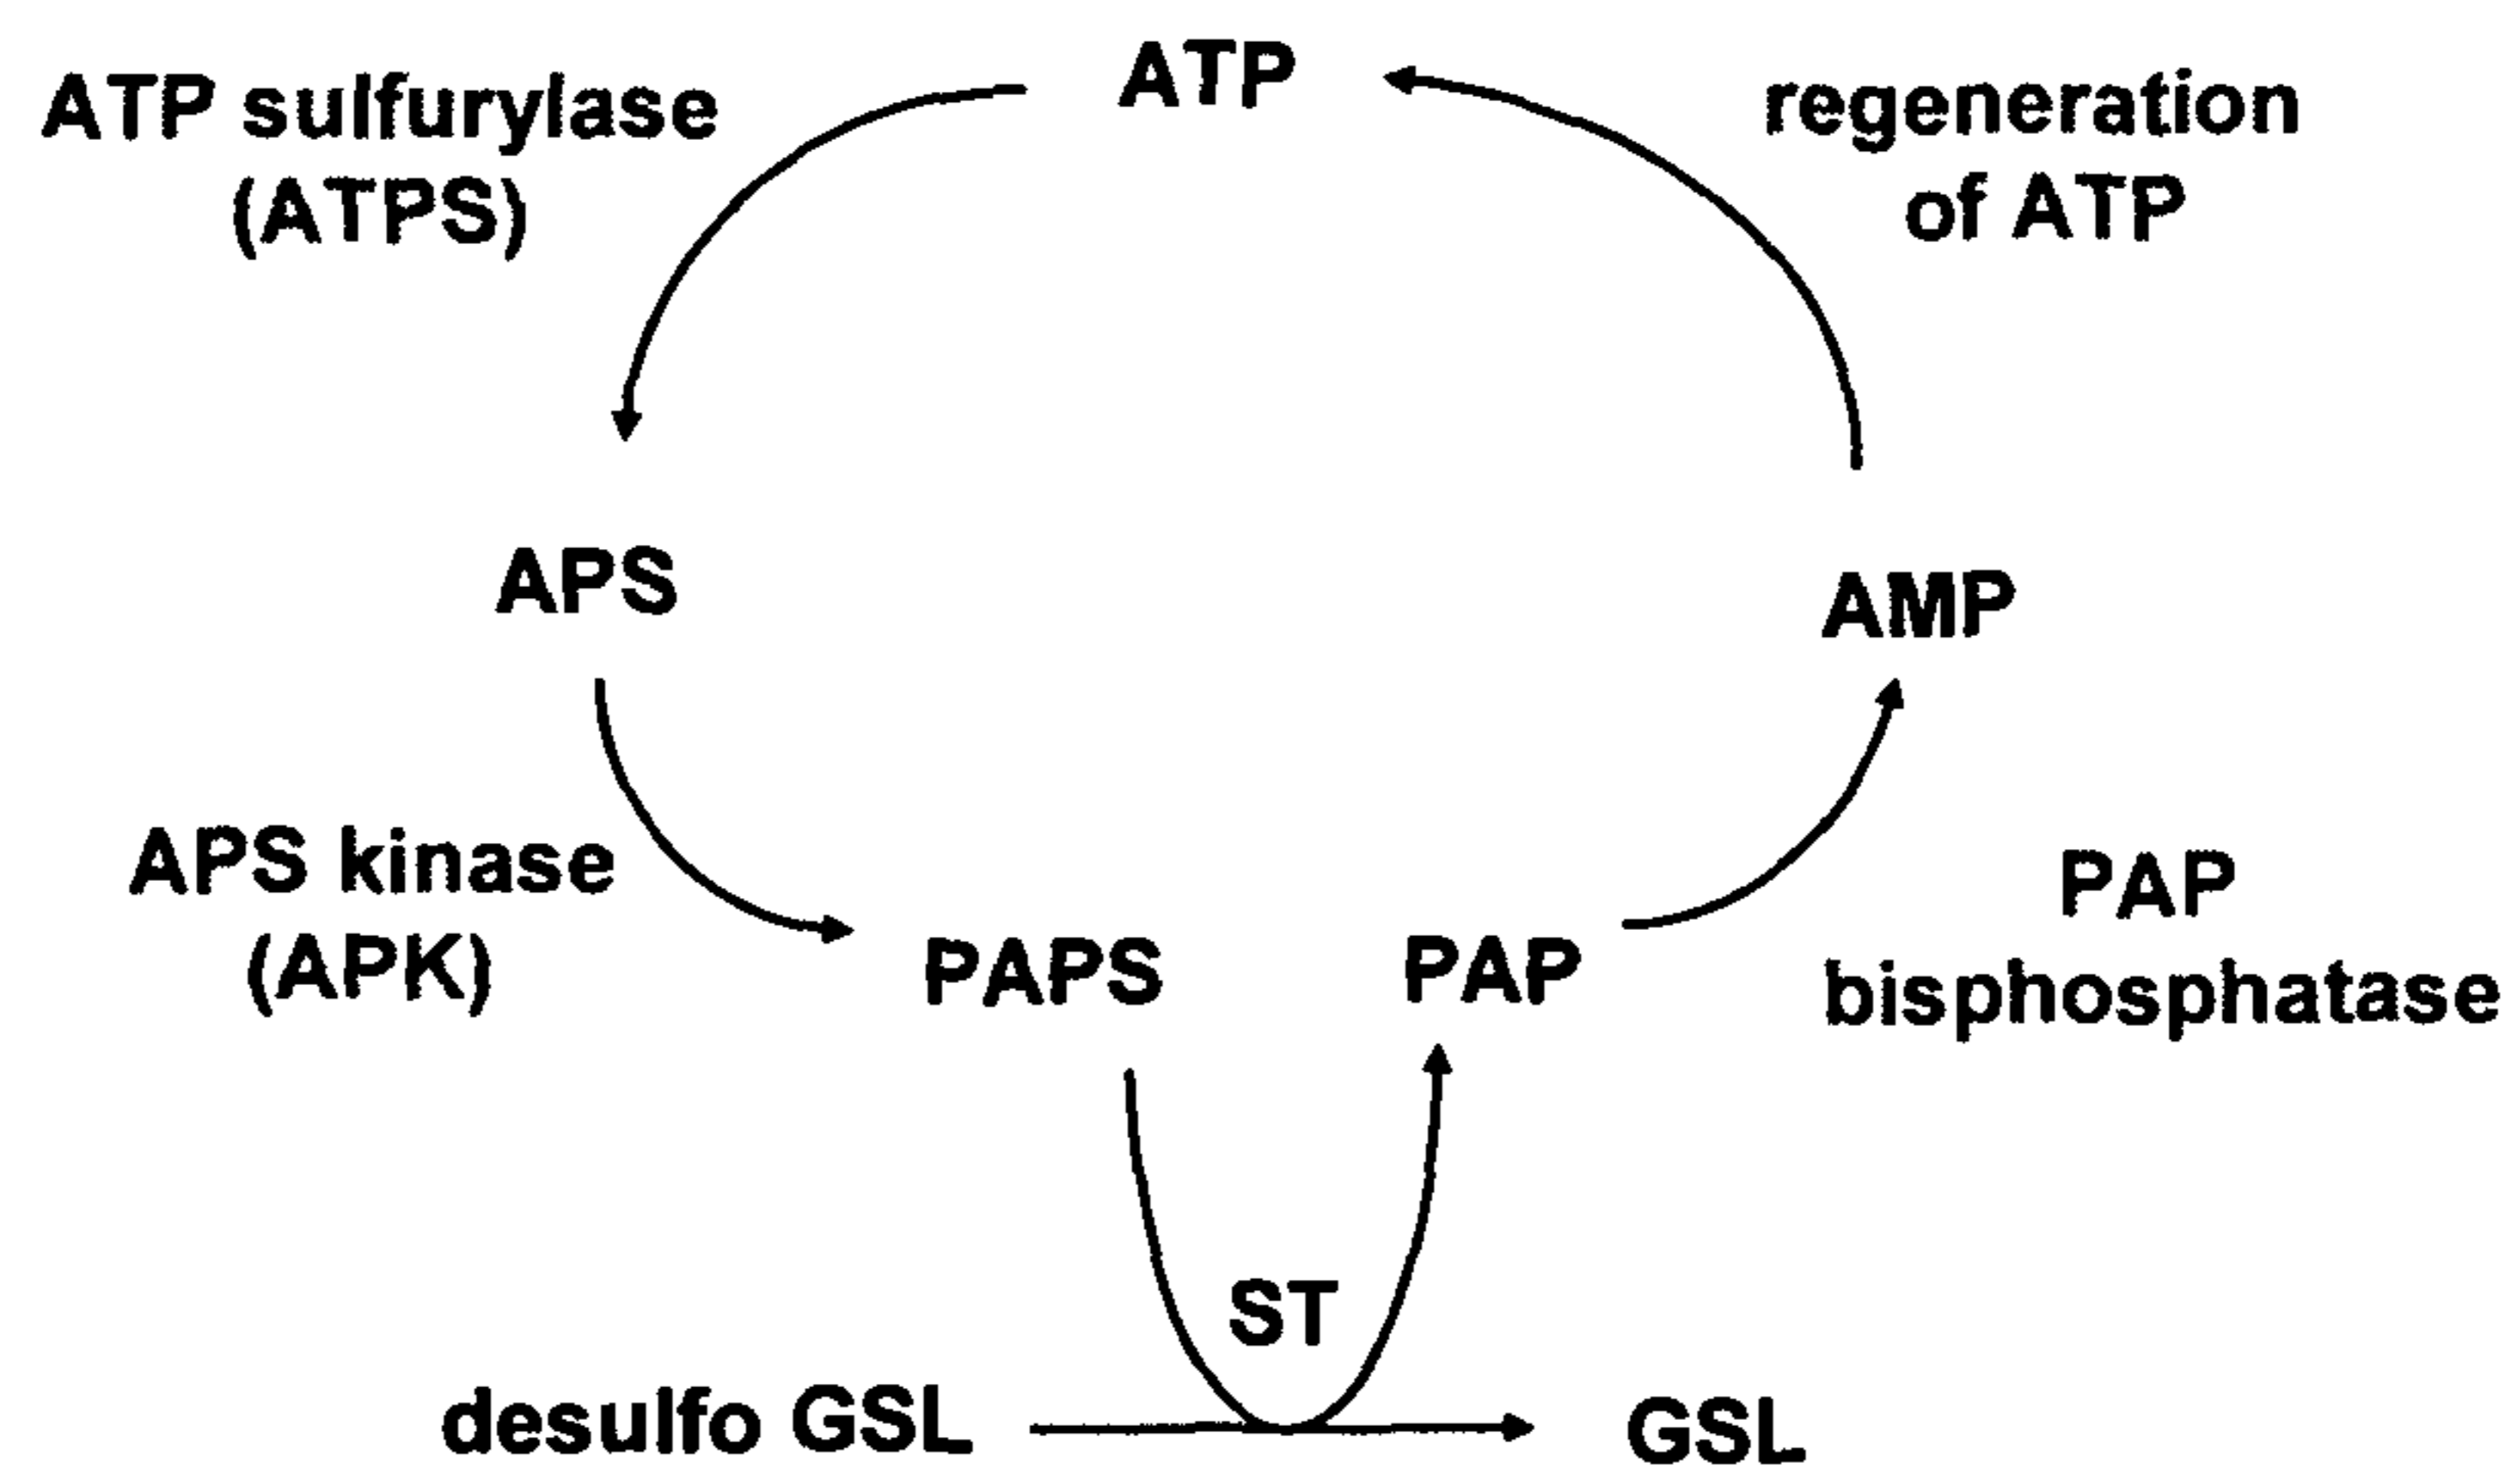 ATP
ATP sulfurylase
(ATPS)
regeneration
of ATP
APS
AMP
APS kinase
(APK)
PAPS
PAP
PAP
bisphosphatase
ST
desulfo GSL
GSL